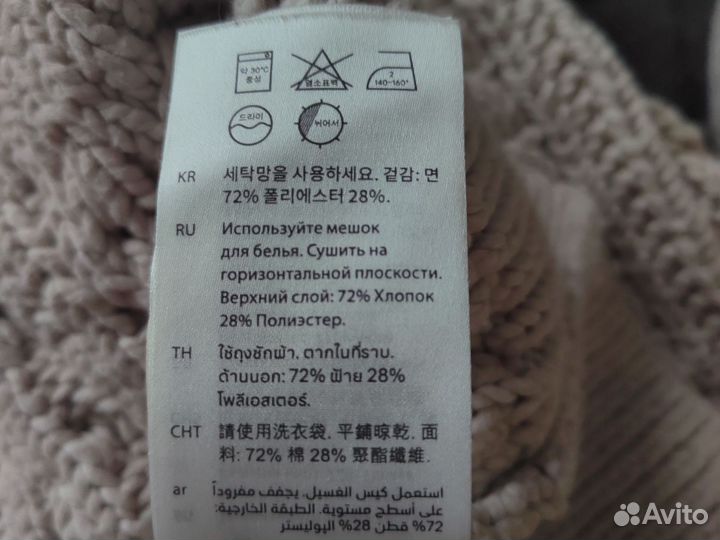 약 30℃
중성
염소표백
2
140~160°
드라이
뉘어서
KR 세탁망을 사용하세요. 겉감: 면
72% 폴리에스터 28%.
RU Используйте мешок
для белья. Сушить на
горизонтальной плоскости.
Верхний слой: 72% Хлопок
28% Полиэстер.
TH ใช้ถุงซักผ้า. ตากในที่ราบ.
ด้านนอก: 72% ฝ้าย 28%
โพลีเอสเตอร์.
CHT 請使用洗衣袋. 平鋪晾乾. 面
料: 72% 棉 28% 聚酯纖維.
ar استعمل كيس الغسيل. يجفف مفروداً
على أسطح مستوية. الطبقة الخارجية:
72% قطن 28% البوليستر
Avito